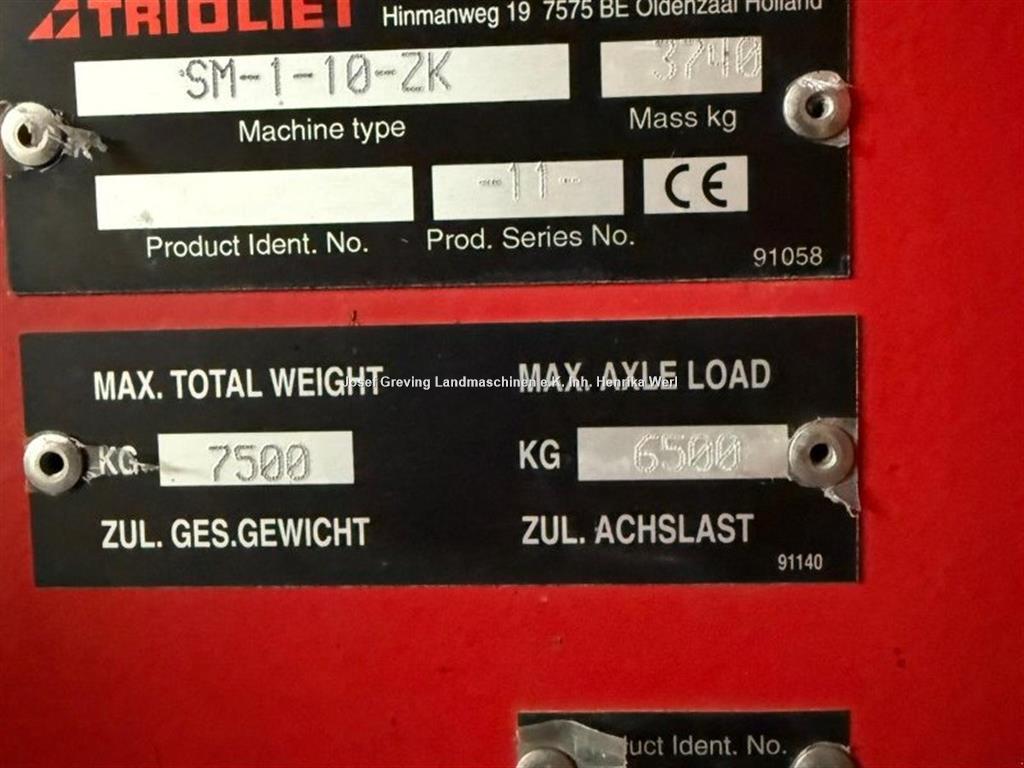 TRIOLIET
Hinmanweg 19 7575 BE Oldenzaal Holland
SM-1-10-ZK
3740
Machine type
Mass kg
-11-
CE
Product Ident. No.
Prod. Series No.
91058
MAX. TOTAL WEIGHT
MAX. AXLE LOAD
Josef Greving Landmaschinen e.K. Inh. Henrika Werl
KG 7500
KG 6500
ZUL. GES.GEWICHT
ZUL. ACHSLAST
91140
Ident. No.